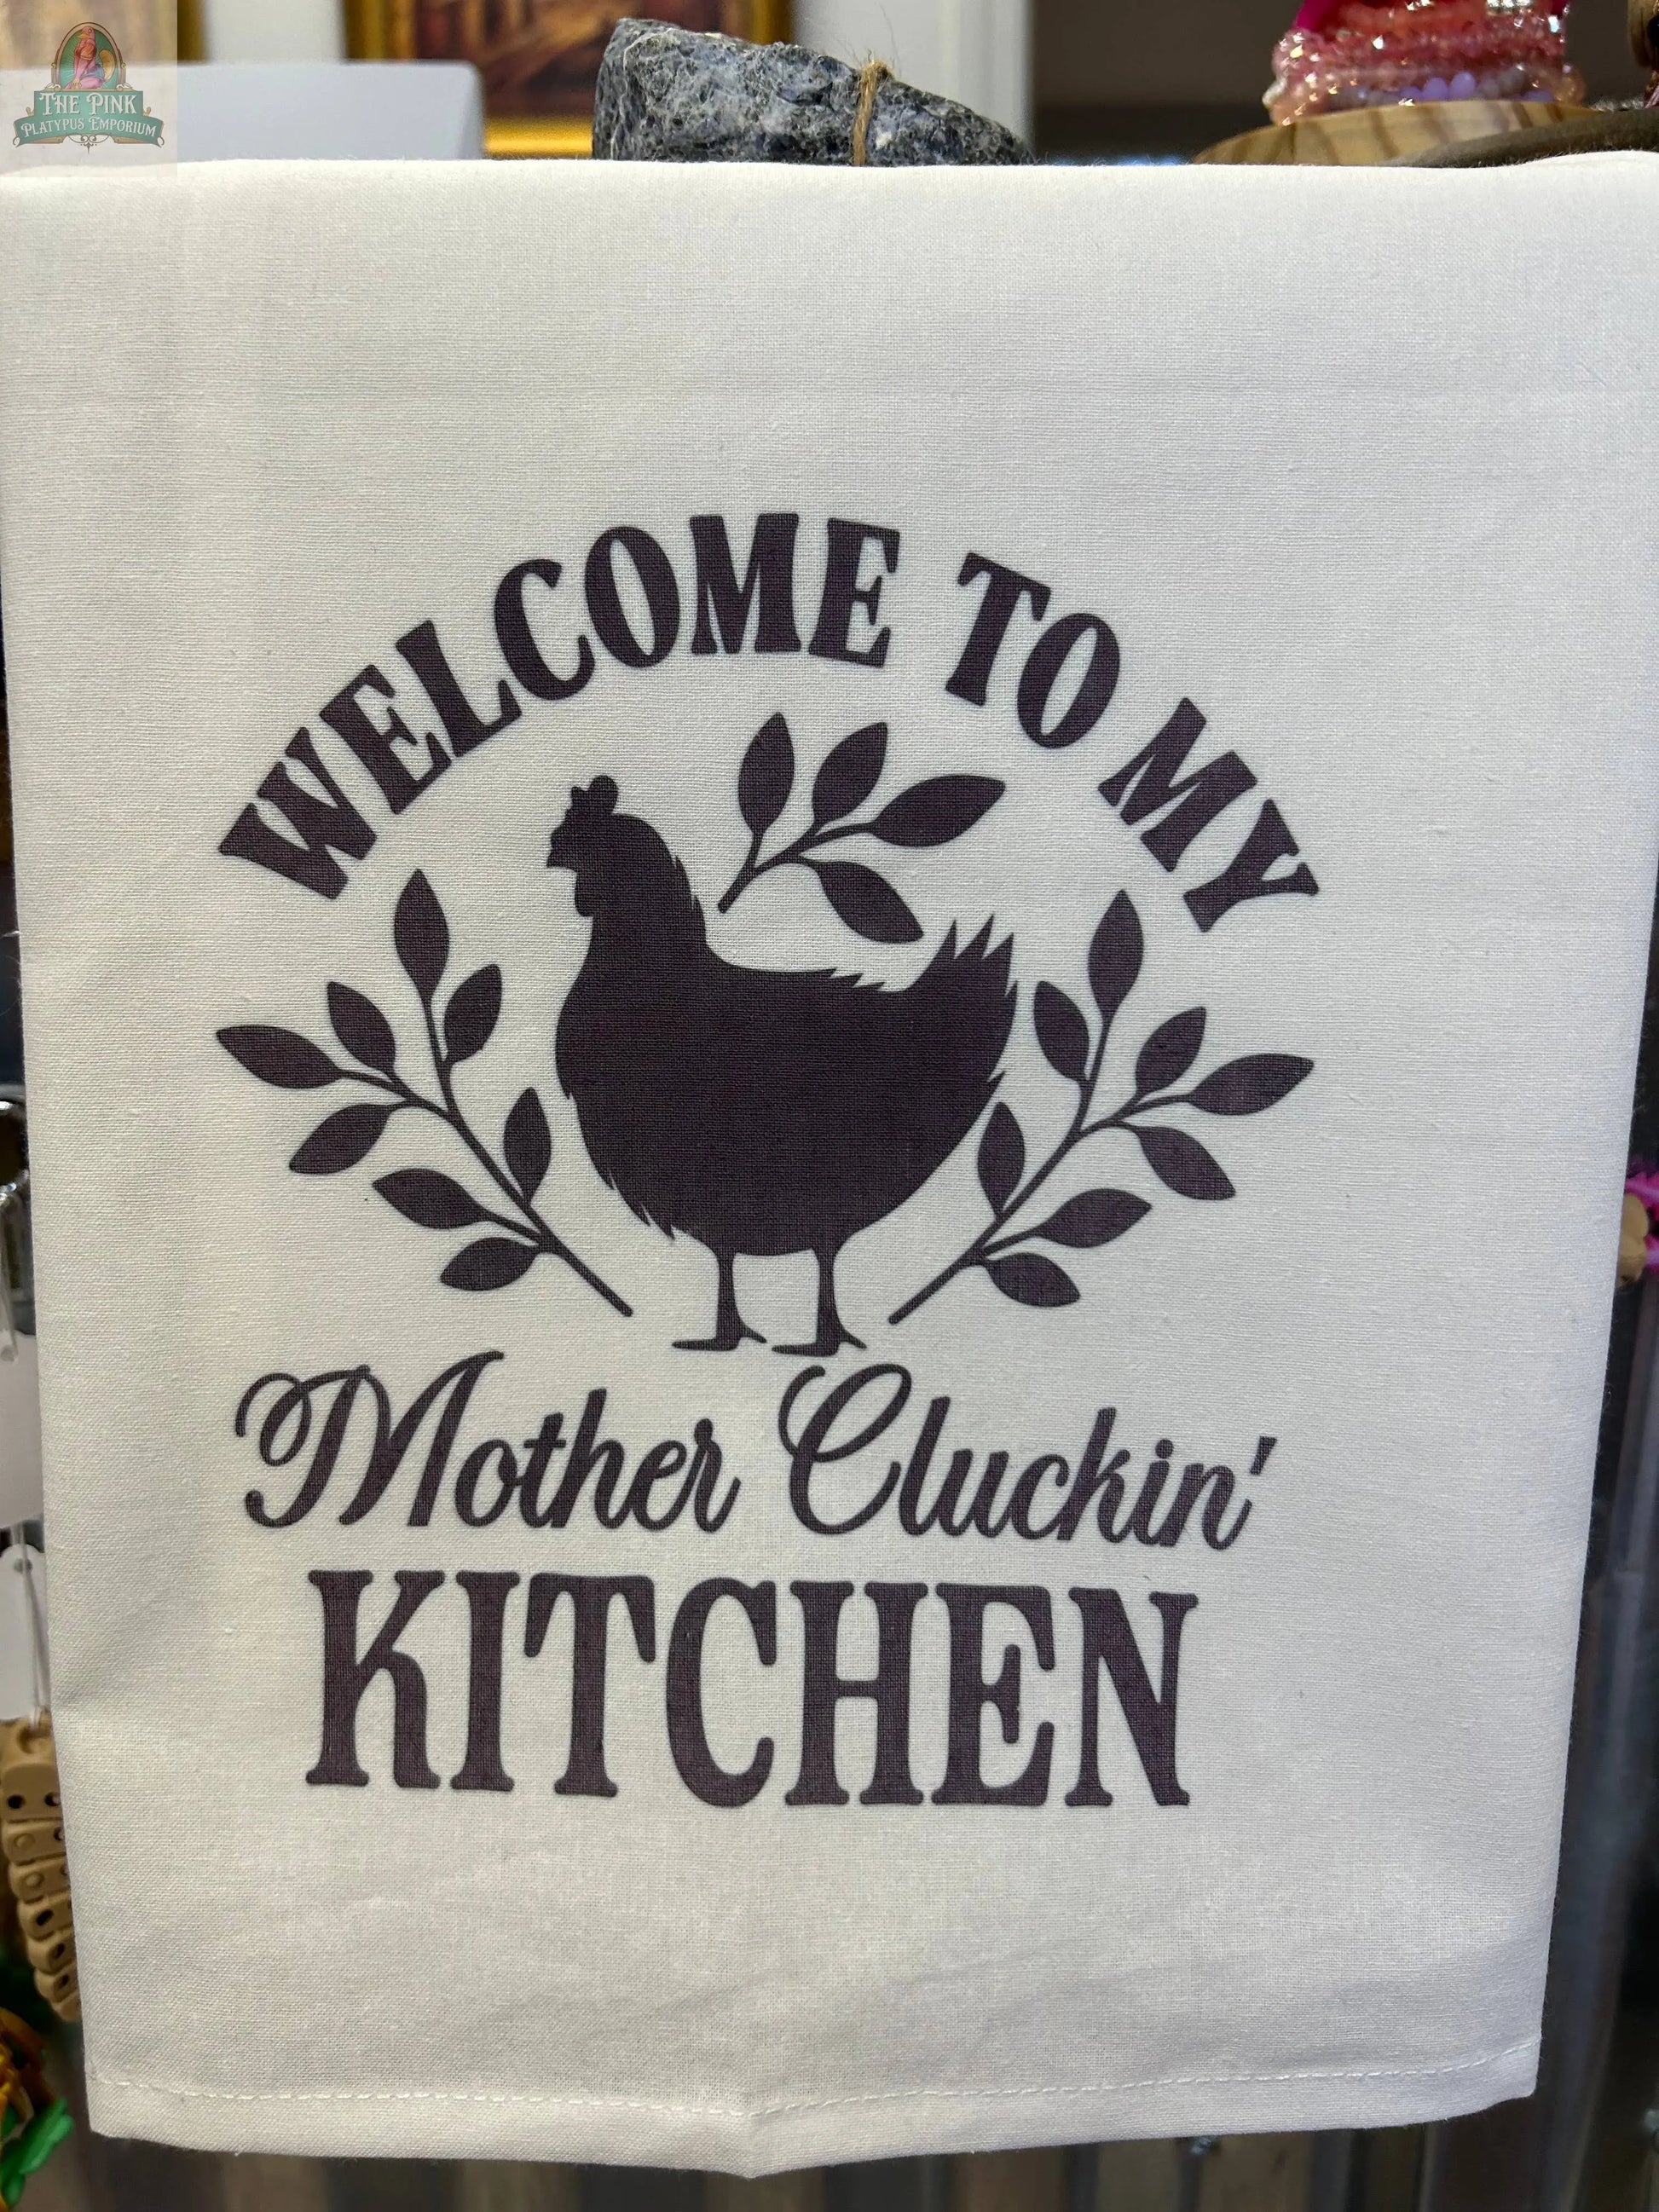 THE PINK
PLATYPUS EMPORIUM
WELCOME TO MY
Mother Cluckin'
KITCHEN